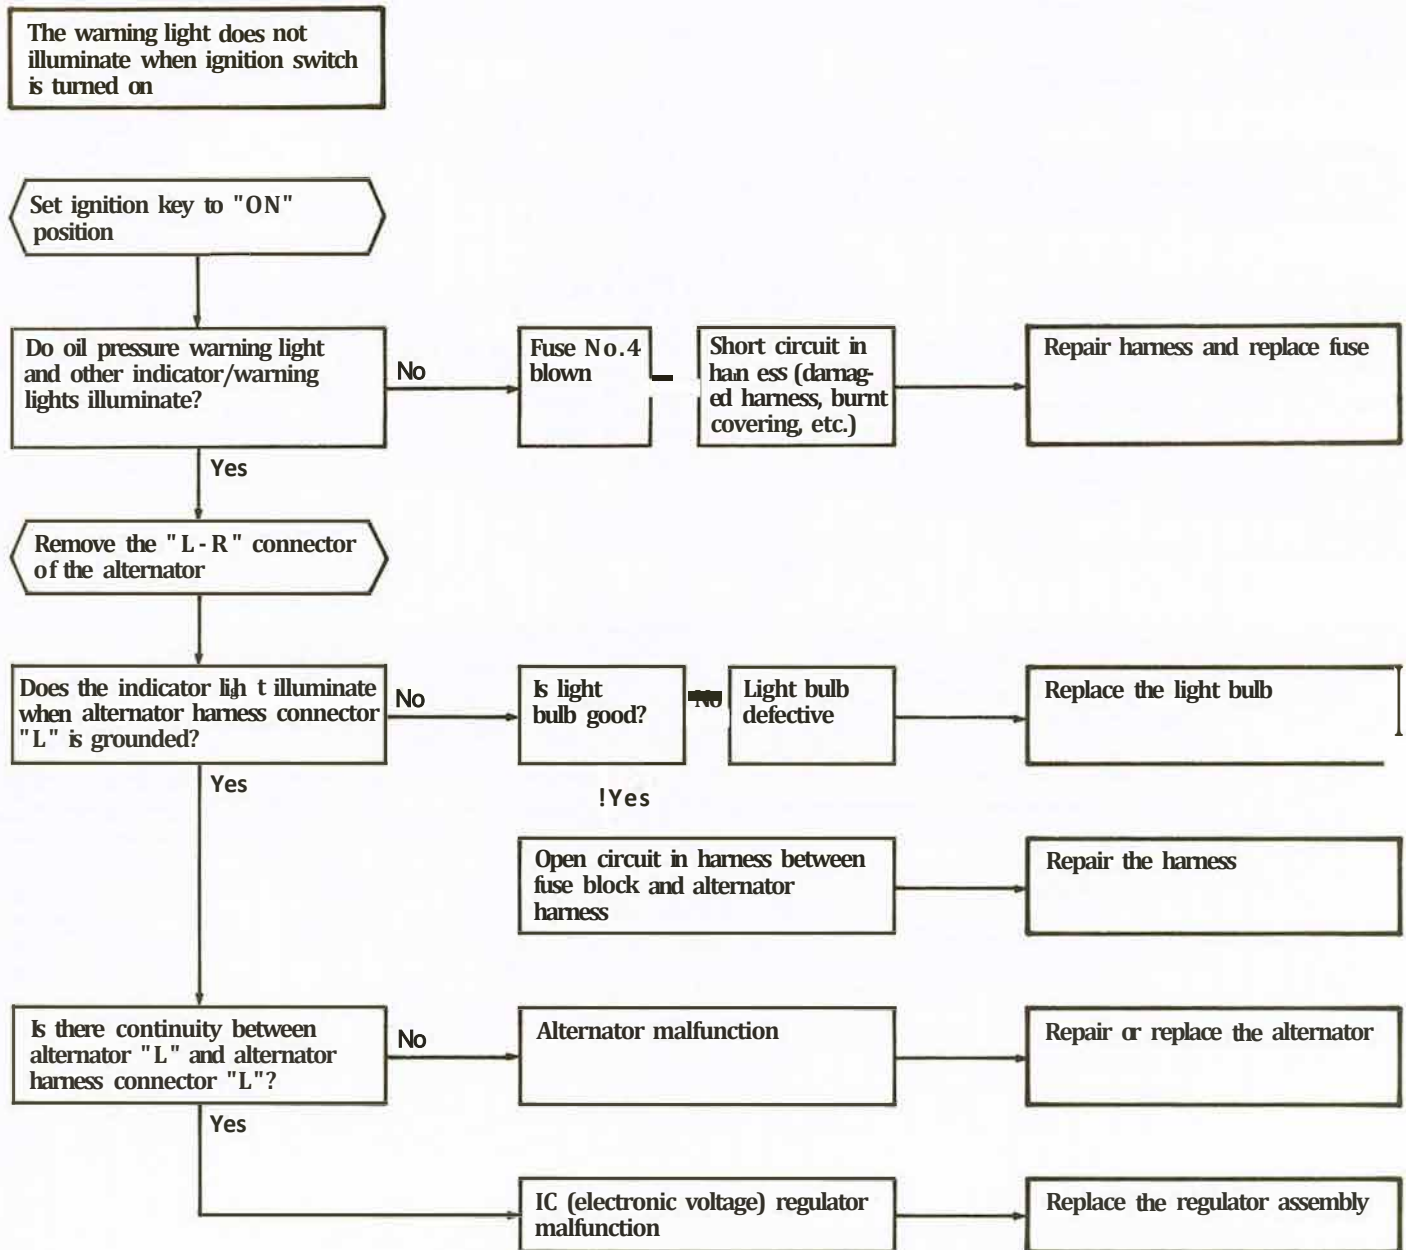 The warning light does not
illuminate when ignition switch
is turned on
Set ignition key to "ON"
position
Do oil pressure warning light
and other indicator/warning
lights illuminate?
No
Fuse No.4
blown
Short circuit in
han ess (darnag-
ed harness, burnt
covering, etc.)
Repair harness and replace fuse
Yes
Remove the "L-R" connector
of the alternator
Does the indicator ligh t illuminate
when alternator harness connector
"L" is grounded?
No
Is light
bulb good?
No
Light bulb
defective
Replace the light bulb
Yes
!Yes
Open circuit in harness between
fuse block and alternator
harness
Repair the harness
Is there continuity between
alternator "L" and alternator
harness connector "L"?
No
Alternator malfunction
Repair or replace the alternator
Yes
IC (electronic voltage) regulator
malfunction
Replace the regulator assembly